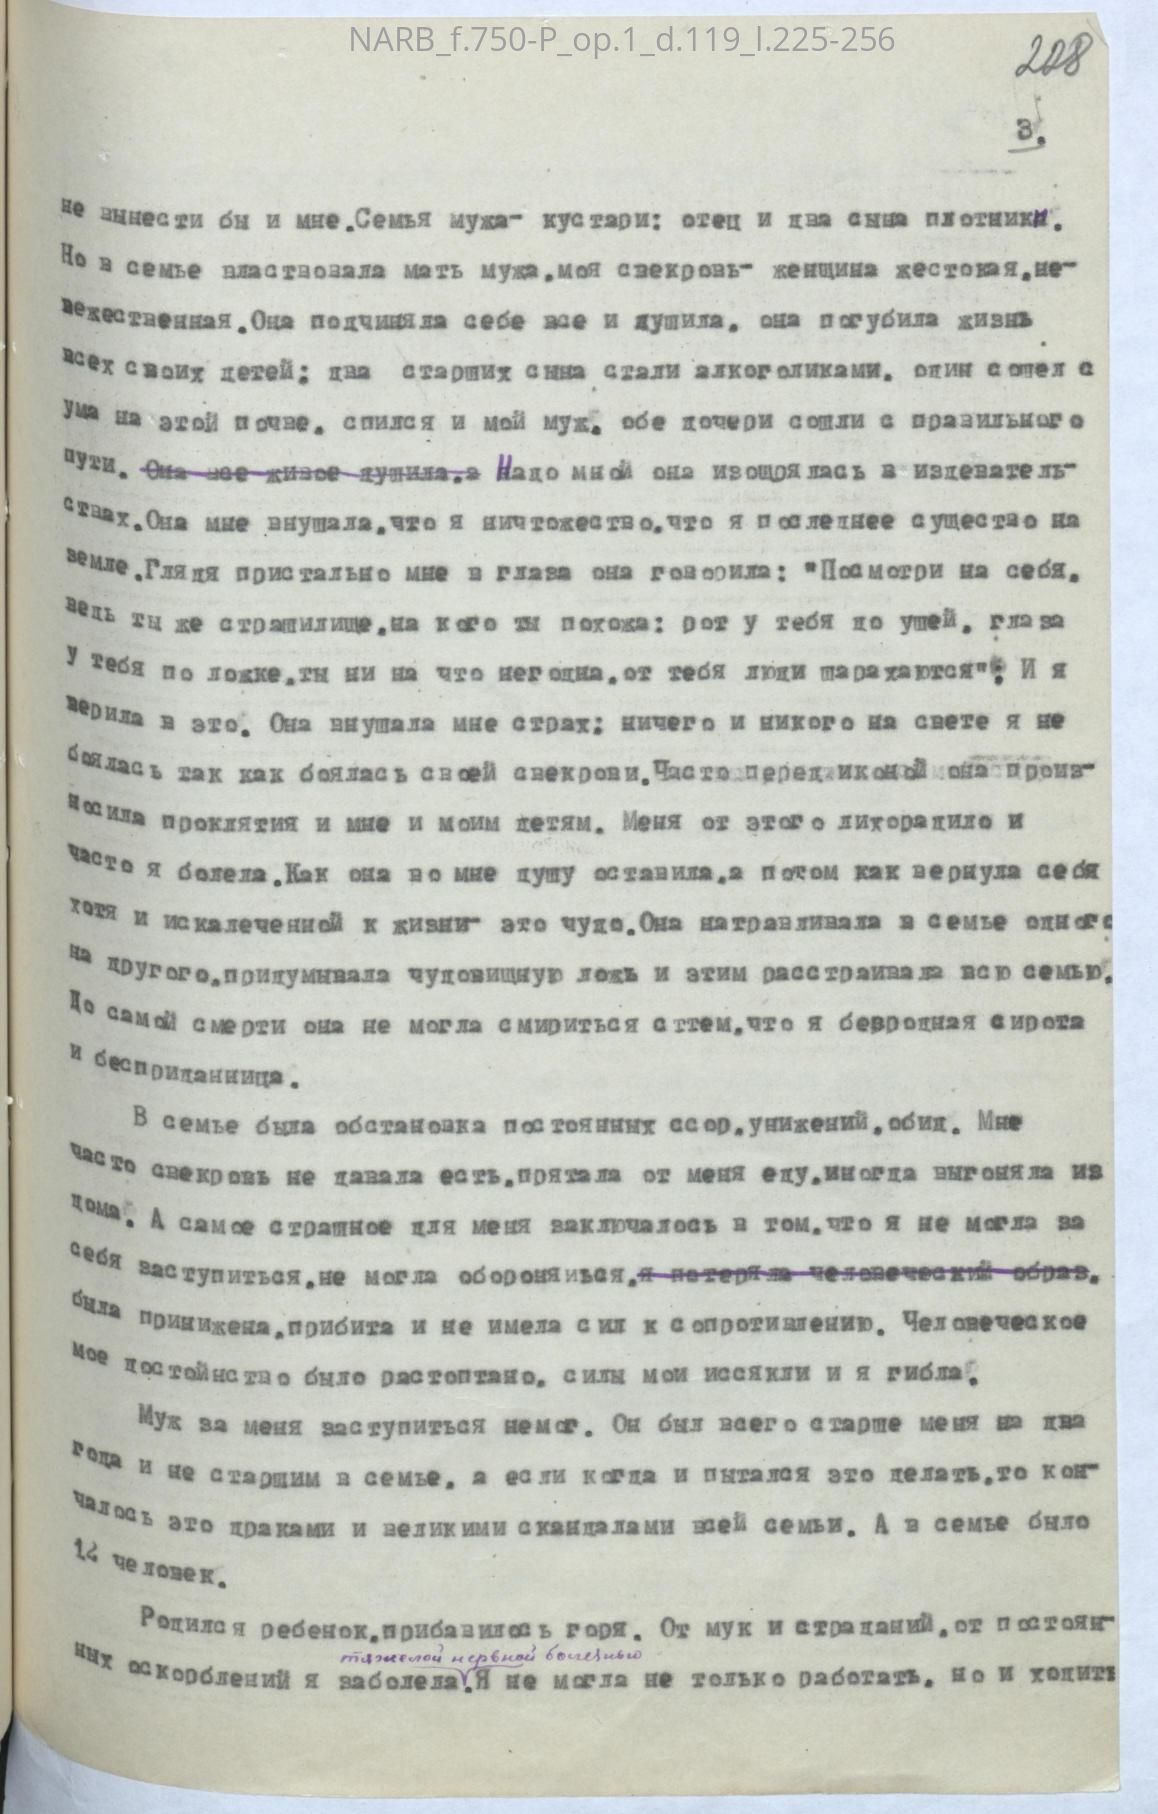 NARB_f.750-P_op.1_d.119_l.225-256
228
3.
не вынести бы и мне.Семья мужа- кустари: отец и два сына плотники.
Но в семье властвовала мать мужа.моя свекровь- женщина жестокая.не-
вежественная.Она подчиняла себе все и душила. она погубила жизнь
всех своих детей: два старших сына стали алкоголиками. один сошел с
ума на этой почве. спился и мой муж. обе дочери сошли с правильного
пути. Она все живое душила.а Надо мной она изощрялась в издеватель-
ствах.Она мне внушала.что я ничтожество.что я последнее существо на
земле.Глядя пристально мне в глаза она говорила: "Посмотри на себя.
ведь ты же страшилище.на кого ты похожа: рот у тебя до ушей. глаза
у тебя по ложке.ты ни на что негодна.от тебя люди шарахаются". И я
верила в это. Она внушала мне страх: ничего и никого на свете я не
боялась так как боялась своей свекрови.Часто перед иконой она произ-
носила проклятия и мне и моим детям. Меня от этого лихорадило и
часто я болела.Как она во мне душу оставила.а потом как вернула себя
хотя и искалеченной к жизни- это чудо.Она натравливала в семье одного
на другого.придумывала чудовищную ложь и этим расстраивала всю семью.
До самой смерти она не могла смириться сттем.что я безродная сирота
и бесприданница.
В семье была обстановка постоянных ссор.унижений.обид. Мне
часто свекровь не давала есть.прятала от меня еду.иногда выгоняла из
дома. А самое страшное для меня заключалось в том.что я не могла за
себя заступиться.не могла обороняиься.я потеряла человеческий образ.
была принижена.прибита и не имела сил к сопротивлению. Человеческое
мое достоинство было растоптано. силы мои иссякли и я гибла.
Муж за меня заступиться немог. Он был всего старше меня на два
года и не старшим в семье. а если когда и пытался это делать.то кон-
чалось это драками и великими скандалами всей семьи. А в семье было
12 человек.
Родился ребенок.прибавилось горя. От мук и страданий.от постоян-
тяжелой нервной болезнью
ных оскорблений я заболела.Я не могла не только работать. но и ходить